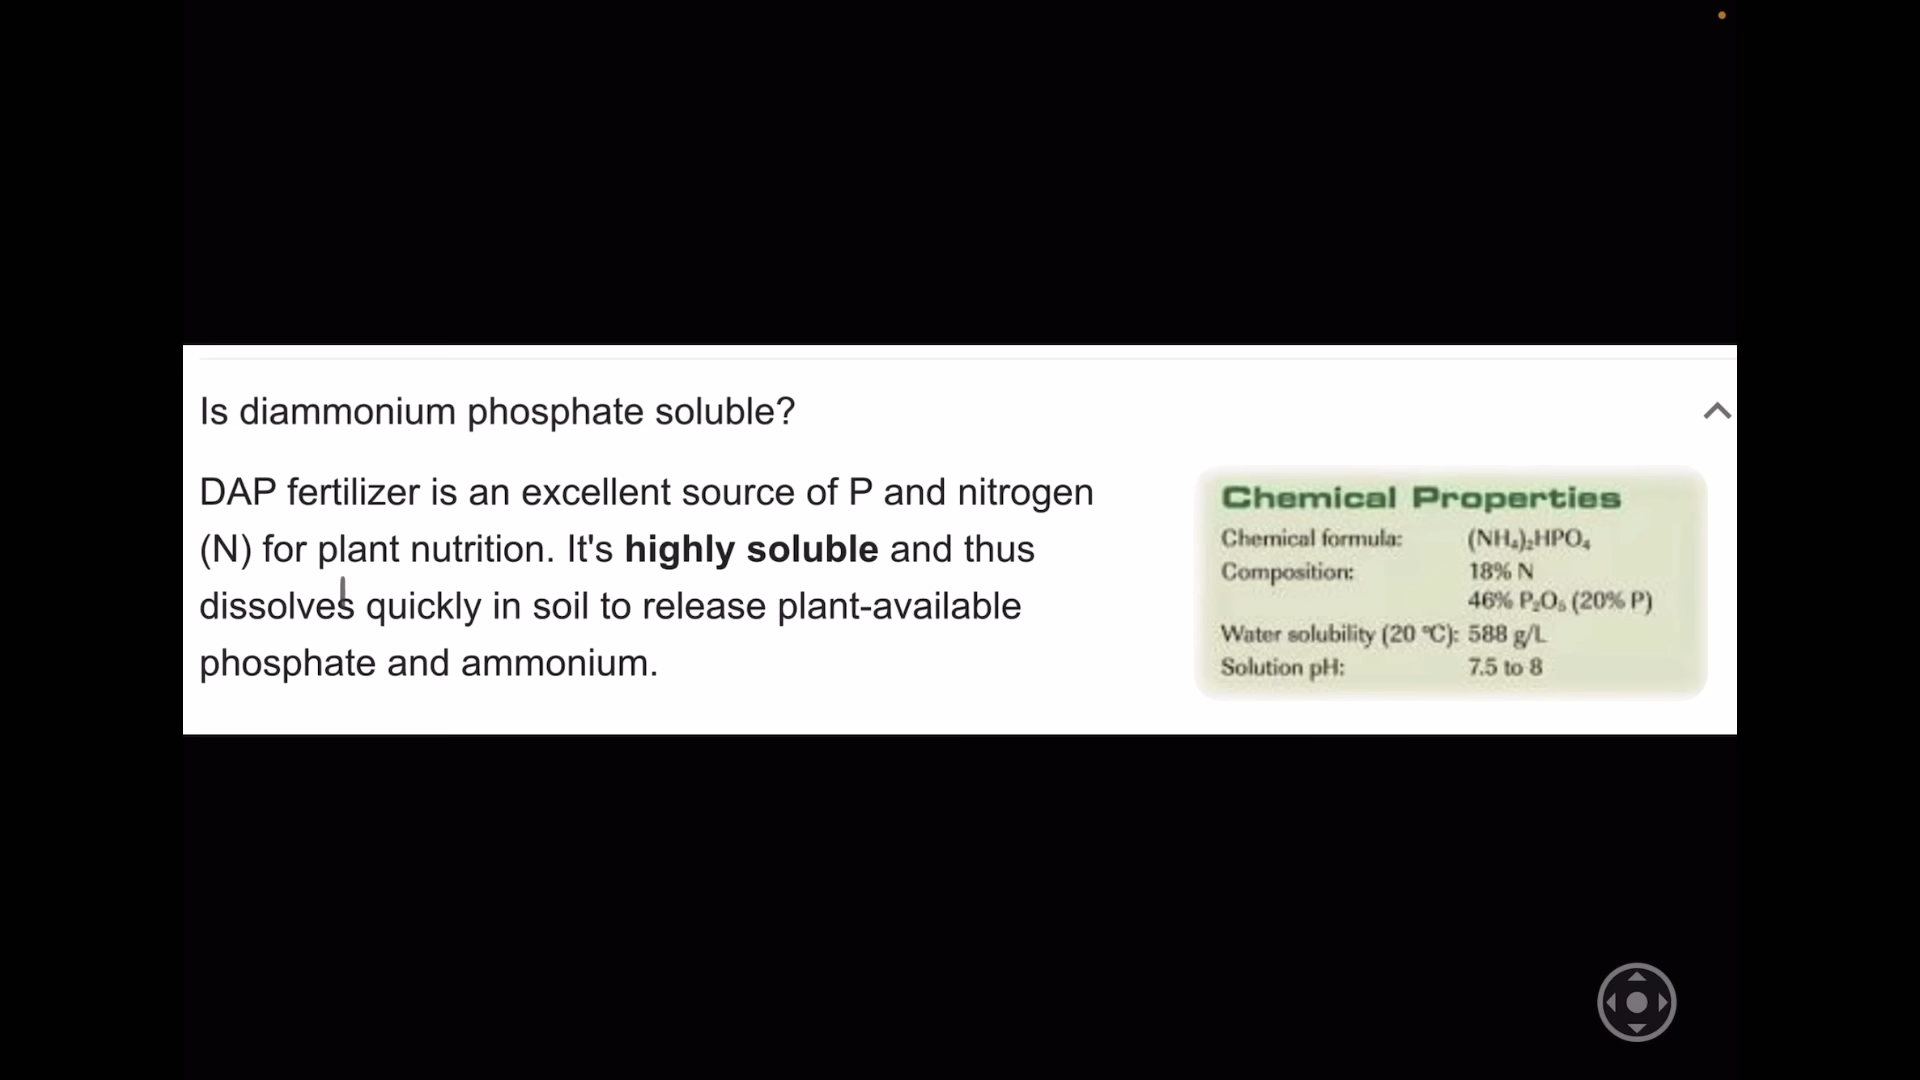 Is diammonium phosphate soluble?
DAP fertilizer is an excellent source of P and nitrogen
(N) for plant nutrition. It's highly soluble and thus
dissolves quickly in soil to release plant-available
phosphate and ammonium.
Chemical Properties
Chemical formula: (NH₄)₂HPO₄
Composition: 18% N
46% P₂O₅ (20% P)
Water solubility (20 ºC): 588 g/L
Solution pH: 7.5 to 8